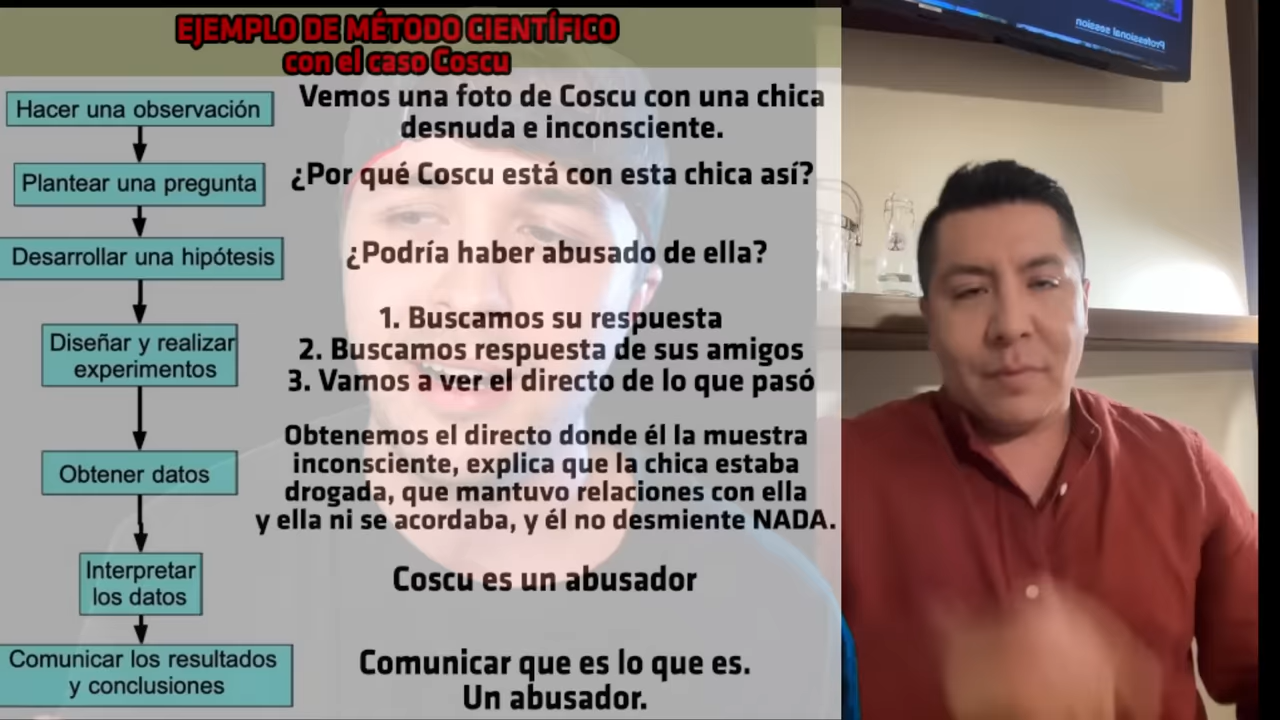 EJEMPLO DE MÉTODO CIENTÍFICO
con el caso Coscu
Hacer una observación
Vemos una foto de Coscu con una chica
desnuda e inconsciente.
Plantear una pregunta
¿Por qué Coscu está con esta chica así?
Desarrollar una hipótesis
¿Podría haber abusado de ella?
Diseñar y realizar
experimentos
1. Buscamos su respuesta
2. Buscamos respuesta de sus amigos
3. Vamos a ver el directo de lo que pasó
Obtener datos
Obtenemos el directo donde él la muestra
inconsciente, explica que la chica estaba
drogada, que mantuvo relaciones con ella
y ella ni se acordaba, y él no desmiente NADA.
Interpretar
los datos
Coscu es un abusador
Comunicar los resultados
y conclusiones
Comunicar que es lo que es.
Un abusador.
Professional session